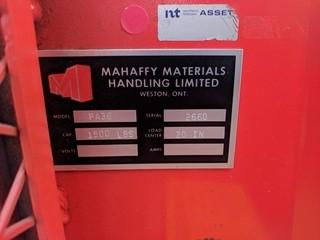 nt ASSET
MAHAFFY MATERIALS
HANDLING LIMITED
WESTON, ONT.
MODEL PA36 SERIAL 2660
CAP. 1500 LBS LOAD CENTER 20 IN
VOLTS AMPS